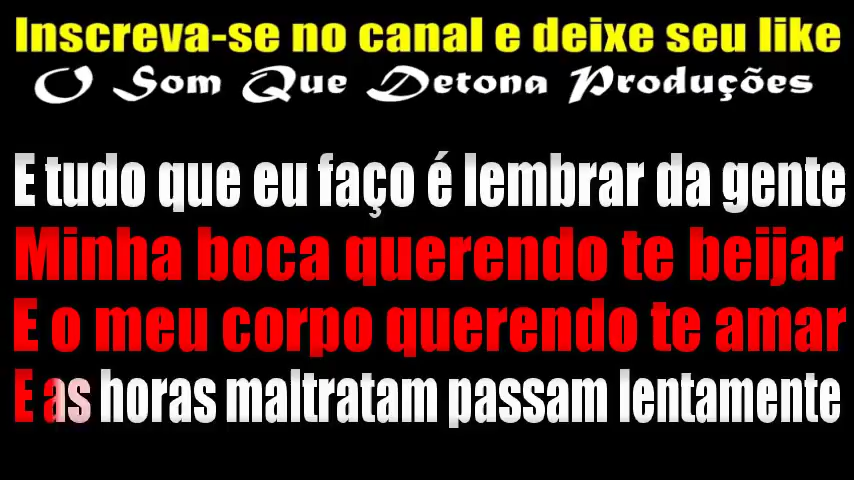 Inscreva-se no canal e deixe seu like
O Som Que Detona Produções
E tudo que eu faço é lembrar da gente
Minha boca querendo te beijar
E o meu corpo querendo te amar
E as horas maltratam passam lentamente